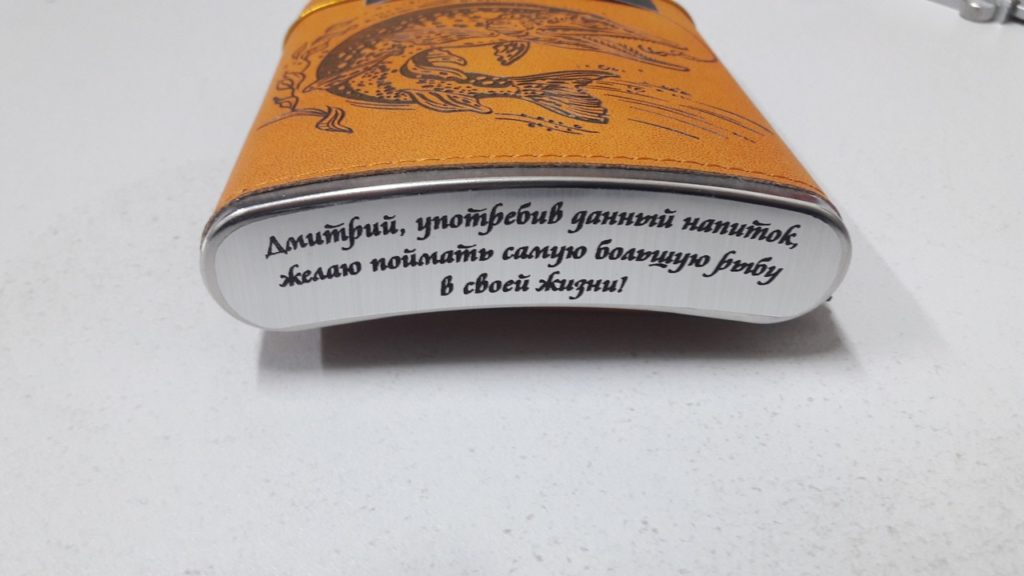 Дмитрий, употребив данный напиток,
желаю поймать самую большую рыбу
в своей жизни!